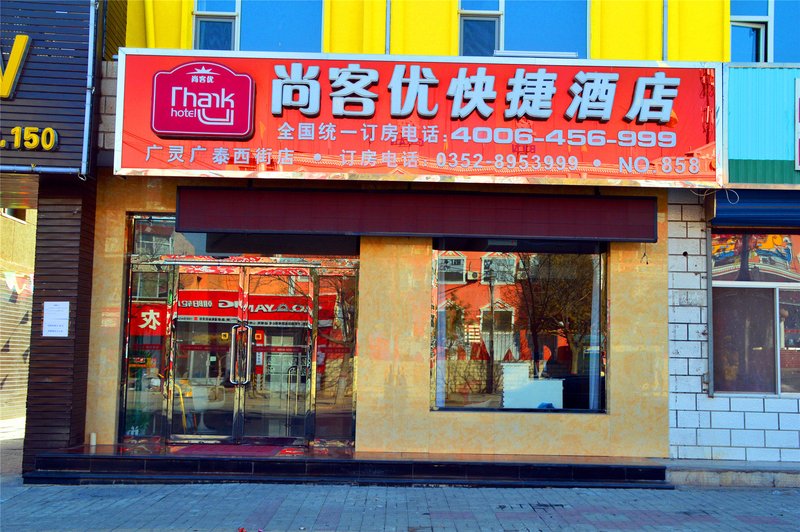 尚客优
Thank
hotel U
尚客优快捷酒店
全国统一订房电话:4006-456-999
广灵广泰西街店 • 订房电话:0352-8953999 • NO.858
.150
农